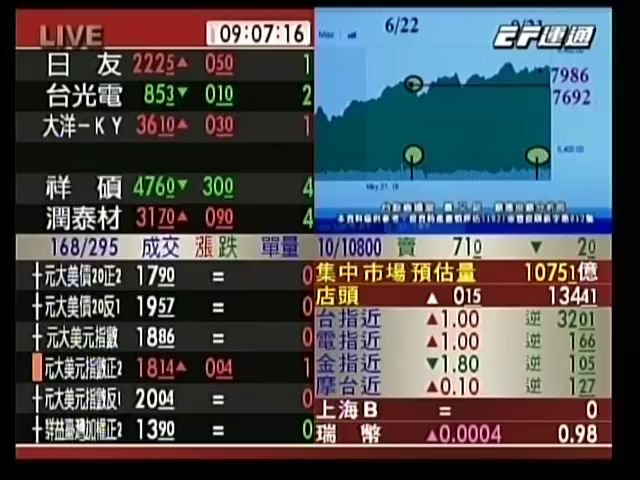 LIVE 09:07:16
日友 2225▲ 050 1
台光電 853▼ 010 2
大洋－KY 3610▲ 030 1
祥碩 4760▼ 300 4
潤泰材 3170▲ 090 4
168/295 成交 漲跌 單量
元大美債20正2 1790 = 0
元大美債20反1 1957 = 0
元大美元指數 1886 = 0
元大美元指數正2 1814▲ 004 1
元大美元指數反1 2004 = 0
群益臺灣加權正2 1390 = 0
6/22
運通
7986
7692
May 21, 18
10/10800 賣 710 ▼ 20
集中市場預估量 10751億
店頭 ▲ 015 13441
台指近 ▲1.00 逆 3201
電指近 ▲1.00 逆 166
金指近 ▼1.80 逆 105
摩台近 ▲0.10 逆 127
上海B = 0
瑞幣 ▲0.0004 0.98